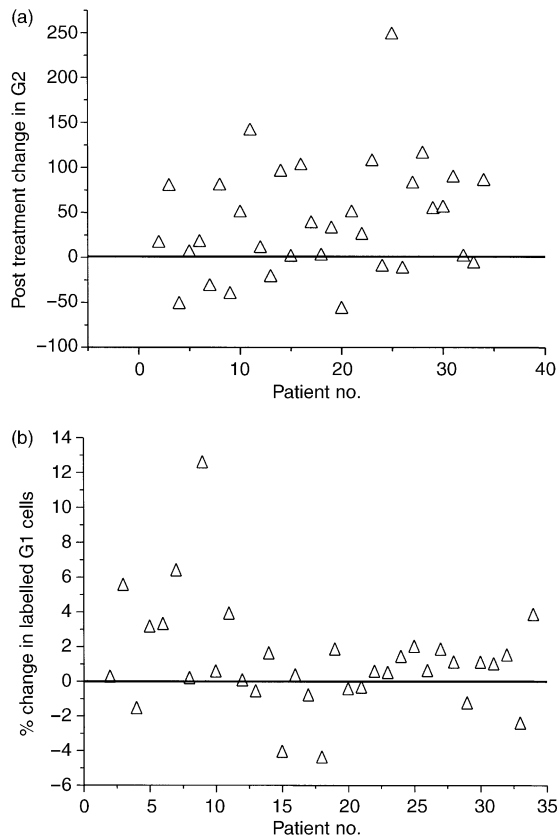 (a)
Post treatment change in G2
250
200
150
100
50
0
−50
−100
0 10 20 30 40
Patient no.
(b)
% change in labelled G1 cells
14
12
10
8
6
4
2
0
−2
−4
−6
0 5 10 15 20 25 30 35
Patient no.